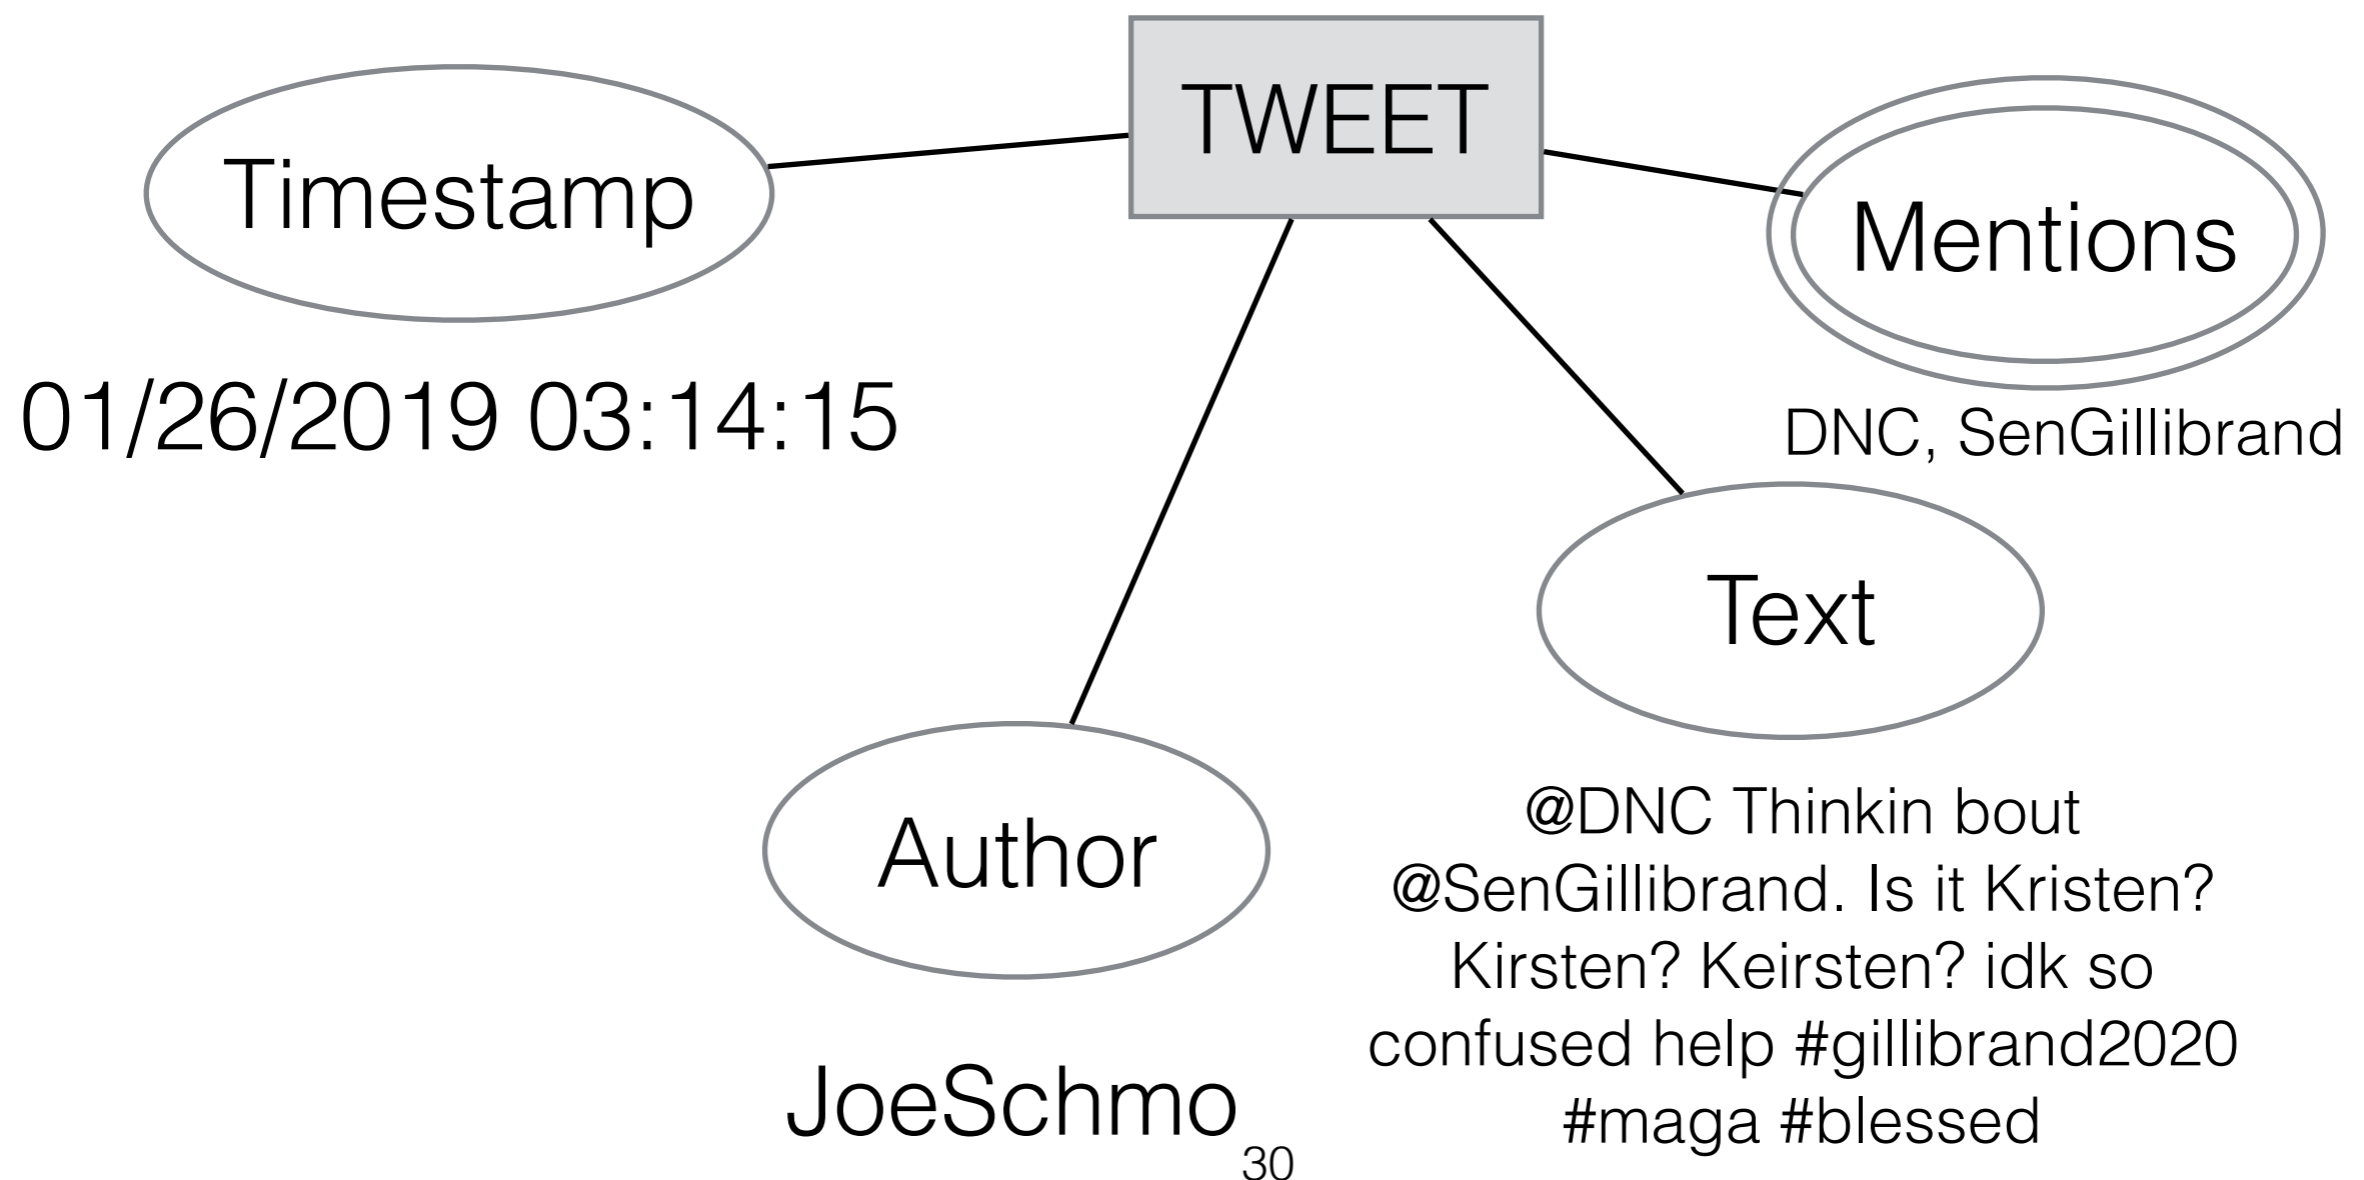 TWEET
Timestamp
Mentions
01/26/2019 03:14:15
DNC, SenGillibrand
Text
Author
@DNC Thinkin bout
@SenGillibrand. Is it Kristen?
Kirsten? Keirsten? idk so
confused help #gillibrand2020
#maga #blessed
JoeSchmo
30